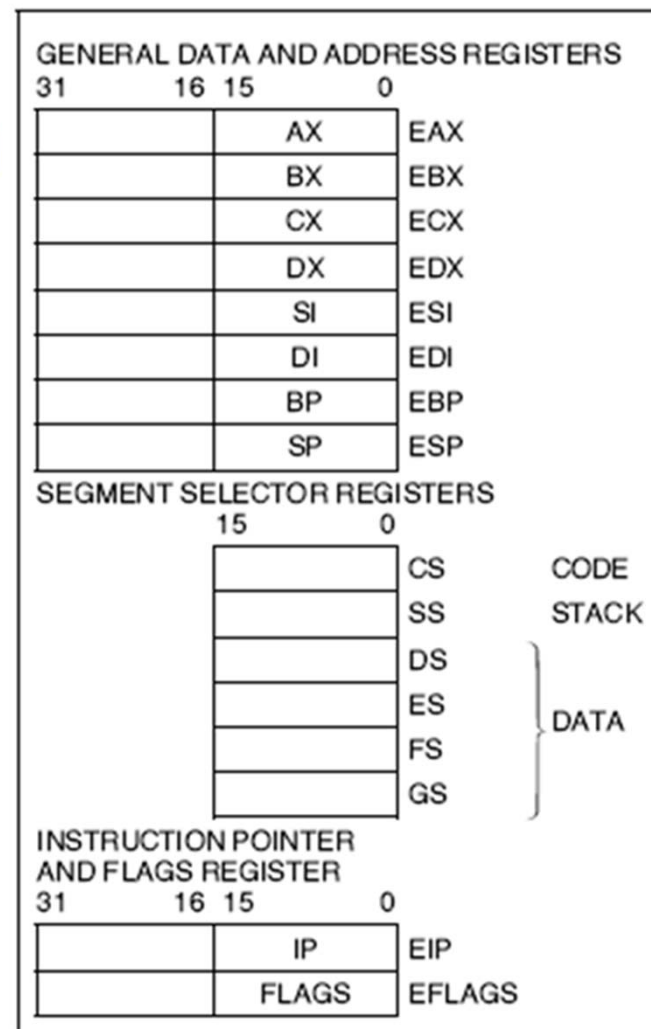 GENERAL DATA AND ADDRESS REGISTERS
31 16 15 0
AX EAX
BX EBX
CX ECX
DX EDX
SI ESI
DI EDI
BP EBP
SP ESP
SEGMENT SELECTOR REGISTERS
15 0
CS CODE
SS STACK
DS
ES
DATA
FS
GS
INSTRUCTION POINTER
AND FLAGS REGISTER
31 16 15 0
IP EIP
FLAGS EFLAGS